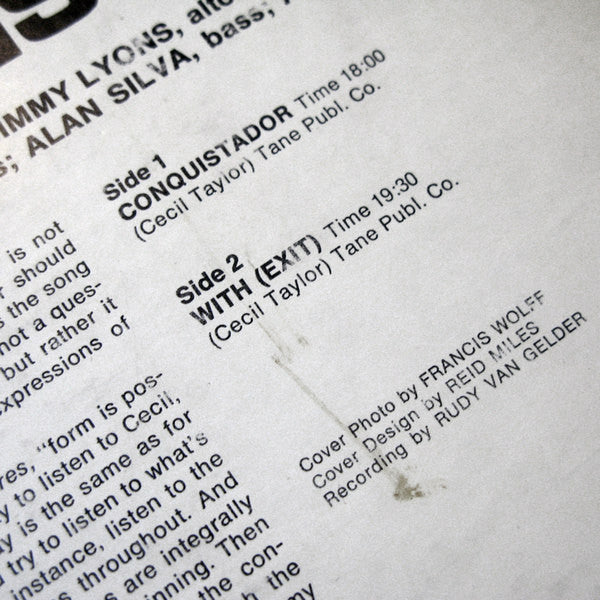 IMMY LYONS, alto
s; ALAN SILVA, bass;
Side 1
CONQUISTADOR Time 18:00
(Cecil Taylor) Tane Publ. Co.
Side 2
WITH (EXIT) Time 19:30
(Cecil Taylor) Tane Publ. Co.
Cover Photo by FRANCIS WOLFF
Cover Design by REID MILES
Recording by RUDY VAN GELDER
is not
r should
s the song
not a ques-
but rather it
xpressions of
res, "form is pos-
y to listen to Cecil,
y is the same as for
d try to listen to what's
instance, listen to the
s throughout. And
s are integrally
inning. Then
the con-
h the
my